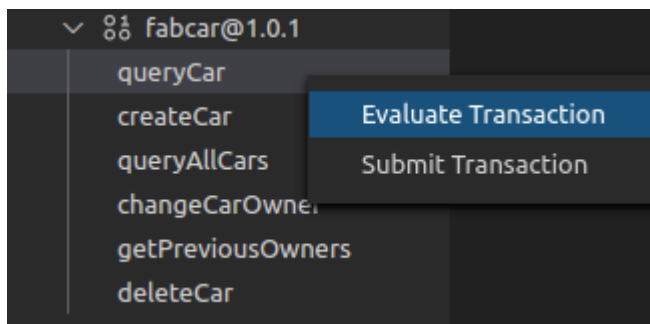 fabcar@1.0.1
queryCar
createCar
Evaluate Transaction
queryAllCars
Submit Transaction
changeCarOwner
getPreviousOwners
deleteCar